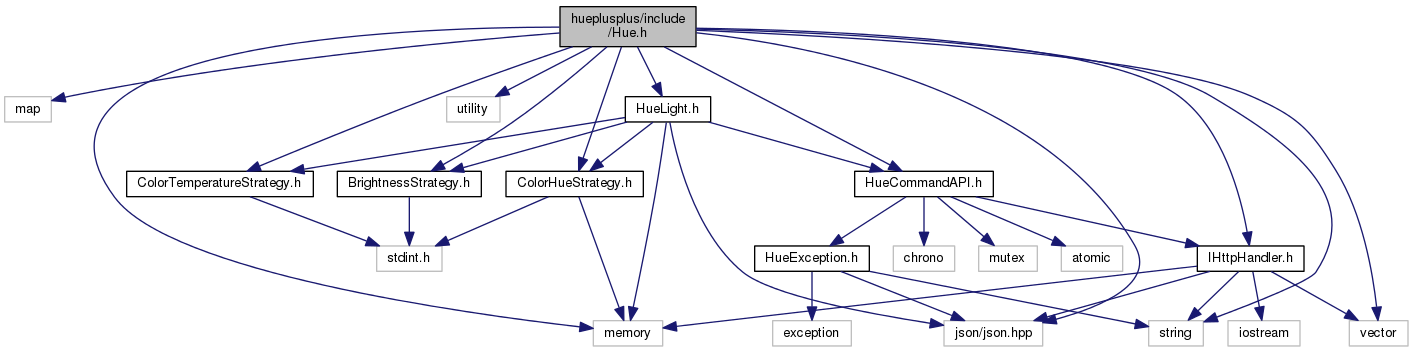 hueplusplus/include
/Hue.h
map
utility
HueLight.h
ColorTemperatureStrategy.h
BrightnessStrategy.h
ColorHueStrategy.h
HueCommandAPI.h
stdint.h
HueException.h
chrono
mutex
atomic
IHttpHandler.h
memory
exception
json/json.hpp
string
iostream
vector